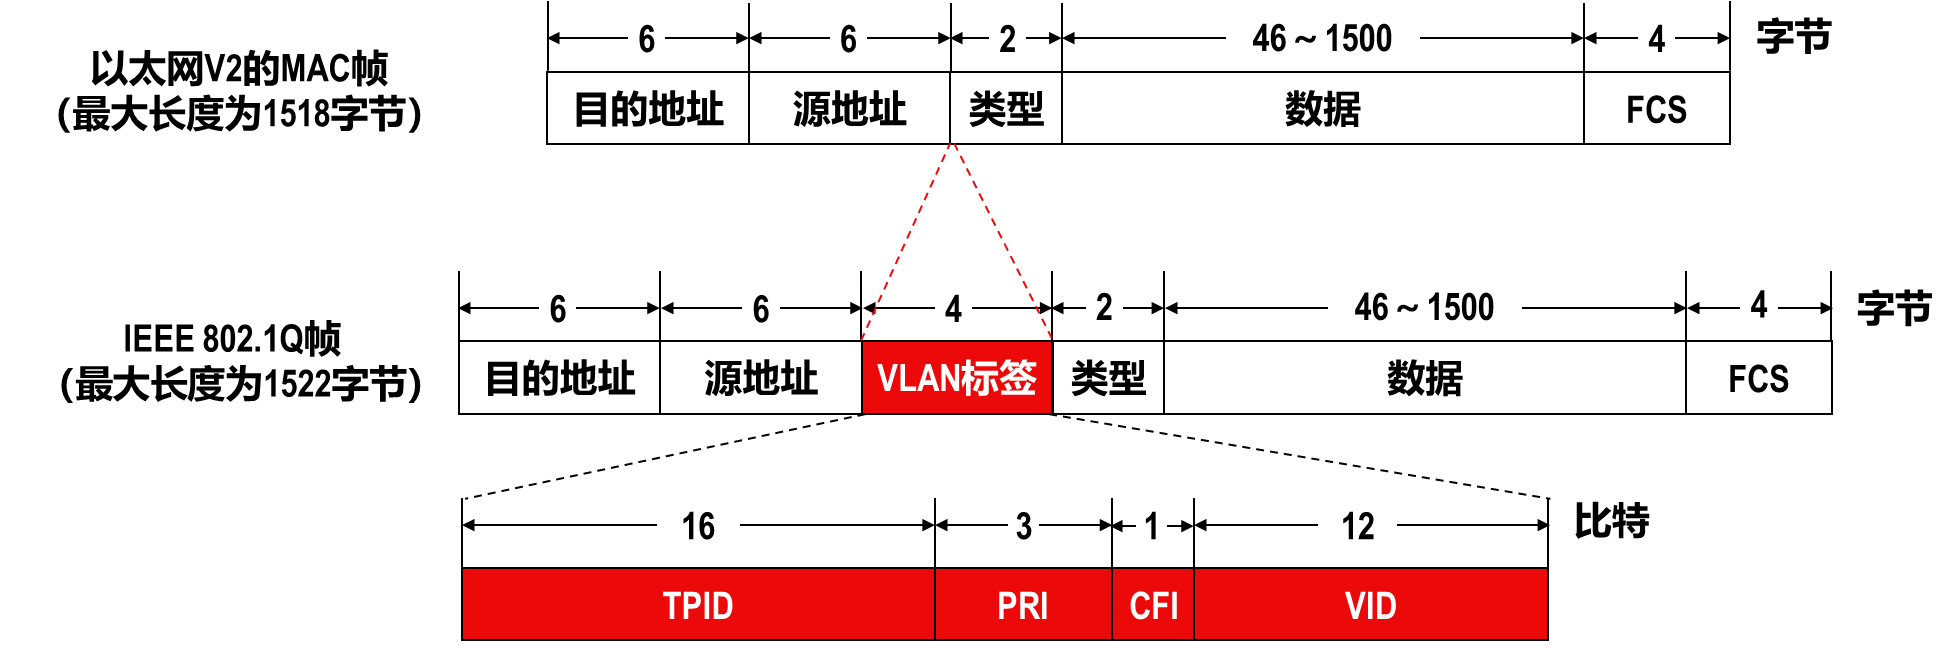 6 6 2 46～1500 4 字节
以太网V2的MAC帧
（最大长度为1518字节）
目的地址 源地址 类型 数据 FCS
6 6 4 2 46～1500 4 字节
IEEE 802.1Q帧
（最大长度为1522字节）
目的地址 源地址 VLAN标签 类型 数据 FCS
16 3 1 12 比特
TPID PRI CFI VID